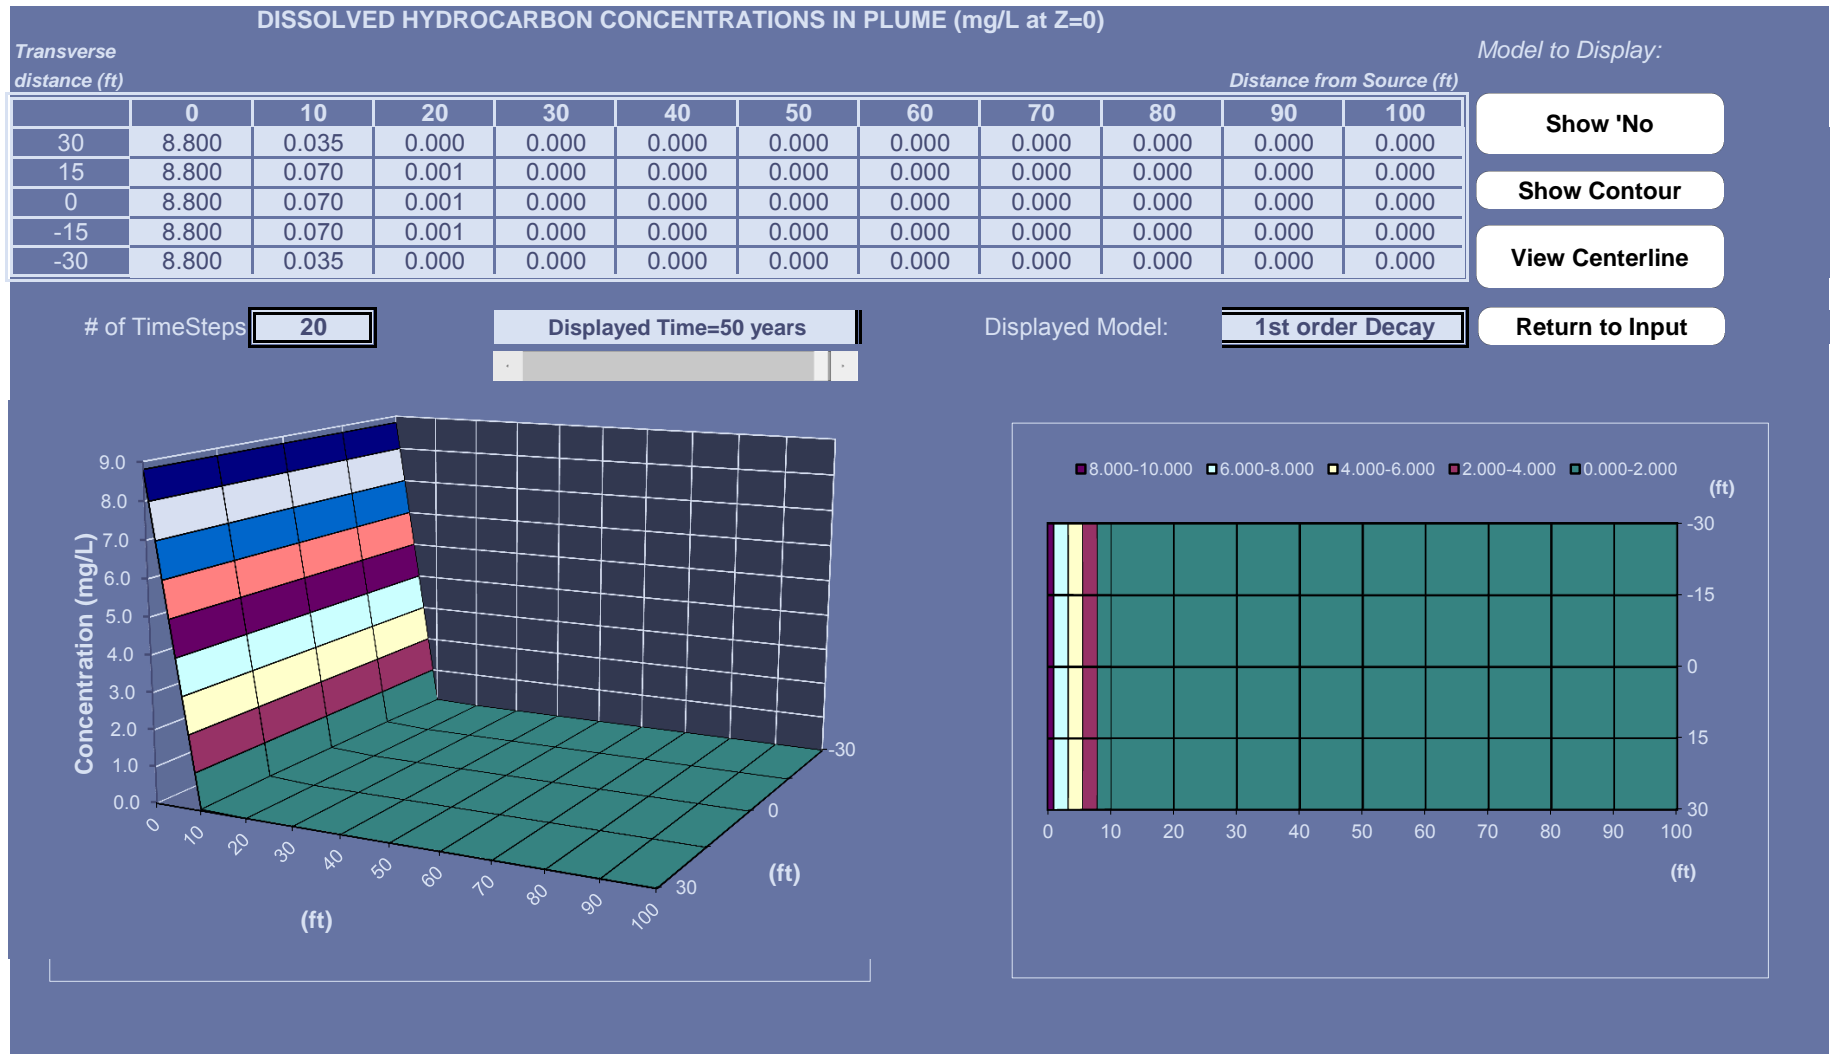 DISSOLVED HYDROCARBON CONCENTRATIONS IN PLUME (mg/L at Z=0)
Transverse
distance (ft)
Distance from Source (ft)
Model to Display:
0 10 20 30 40 50 60 70 80 90 100
30 8.800 0.035 0.000 0.000 0.000 0.000 0.000 0.000 0.000 0.000 0.000
15 8.800 0.070 0.001 0.000 0.000 0.000 0.000 0.000 0.000 0.000 0.000
0 8.800 0.070 0.001 0.000 0.000 0.000 0.000 0.000 0.000 0.000 0.000
-15 8.800 0.070 0.001 0.000 0.000 0.000 0.000 0.000 0.000 0.000 0.000
-30 8.800 0.035 0.000 0.000 0.000 0.000 0.000 0.000 0.000 0.000 0.000
Show 'No
Show Contour
View Centerline
Return to Input
# of TimeSteps 20
Displayed Time=50 years
Displayed Model: 1st order Decay
Concentration (mg/L)
9.0
8.0
7.0
6.0
5.0
4.0
3.0
2.0
1.0
0.0
0 10 20 30 40 50 60 70 80 90 100
(ft)
-30
0
30
(ft)
8.000-10.000 6.000-8.000 4.000-6.000 2.000-4.000 0.000-2.000
(ft)
-30
-15
0
15
30
0 10 20 30 40 50 60 70 80 90 100
(ft)